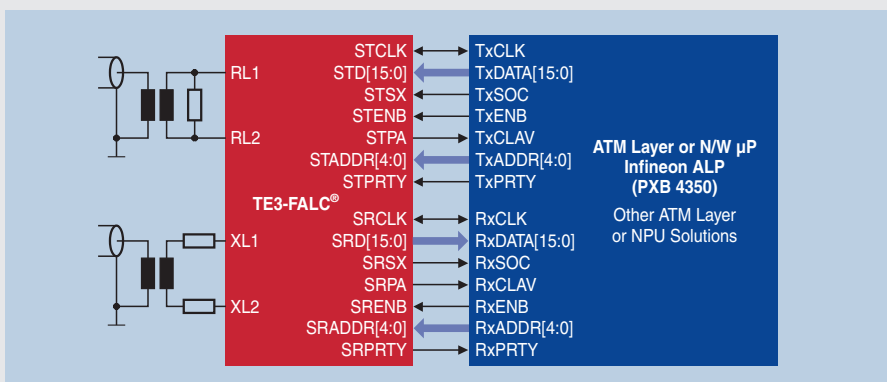 STCLK TxCLK
RL1 STD[15:0] TxDATA[15:0]
STSX TxSOC
STENB TxENB
RL2 STPA TxCLAV
STADDR[4:0] TxADDR[4:0]
STPRTY TxPRTY
TE3-FALC®
SRCLK RxCLK
XL1 SRD[15:0] RxDATA[15:0]
SRSX RxSOC
SRPA RxCLAV
XL2 SRENB RxENB
SRADDR[4:0] RxADDR[4:0]
SRPRTY RxPRTY
ATM Layer or N/W µP
Infineon ALP
(PXB 4350)
Other ATM Layer
or NPU Solutions